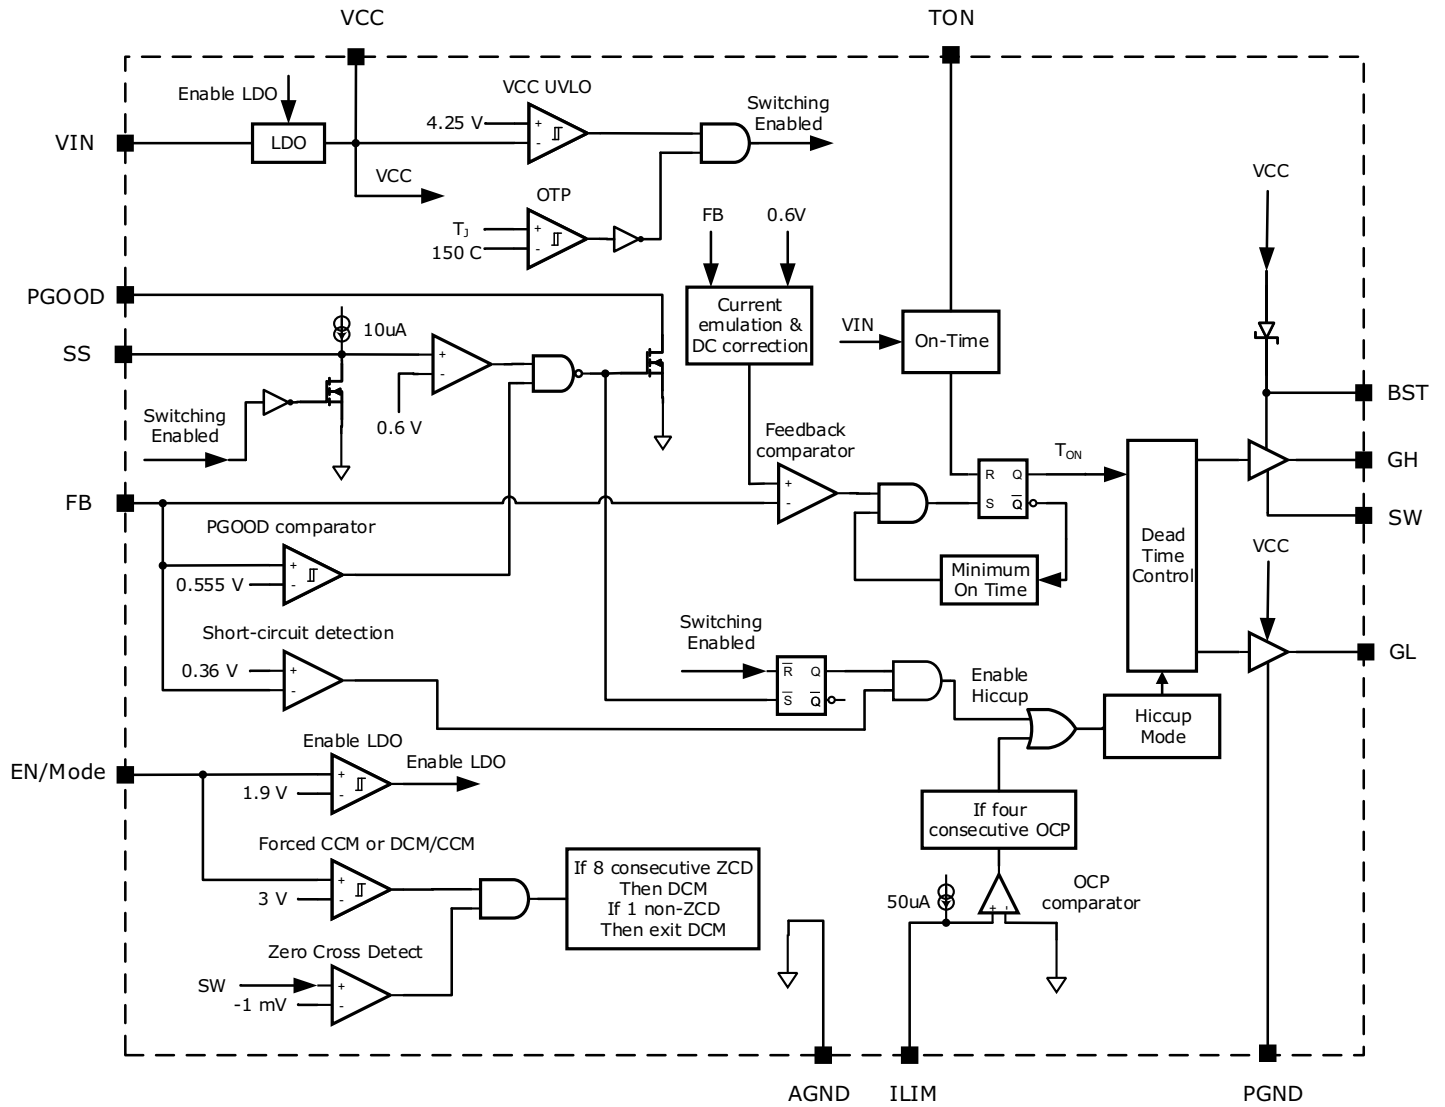 VCC
TON
Enable LDO
VCC UVLO
Switching
Enabled
4.25 V
+
-
VIN
LDO
VCC
VCC
OTP
TJ
150 C
+
-
FB
0.6V
PGOOD
Current
emulation &
DC correction
VIN
On-Time
10uA
SS
+
-
0.6 V
BST
Switching
Enabled
Feedback
comparator
TON
GH
+
-
R
Q
S
Q
FB
SW
PGOOD comparator
+
-
0.555 V
Dead
Time
Control
VCC
Minimum
On Time
Short-circuit detection
Switching
Enabled
0.36 V
+
-
R
Q
S
Q
GL
Enable
Hiccup
Hiccup
Mode
Enable LDO
EN/Mode
+
-
1.9 V
Enable LDO
If four
consecutive OCP
Forced CCM or DCM/CCM
+
-
3 V
If 8 consecutive ZCD
Then DCM
If 1 non-ZCD
Then exit DCM
50uA
+
-
OCP
comparator
Zero Cross Detect
SW
+
-
-1 mV
AGND
ILIM
PGND